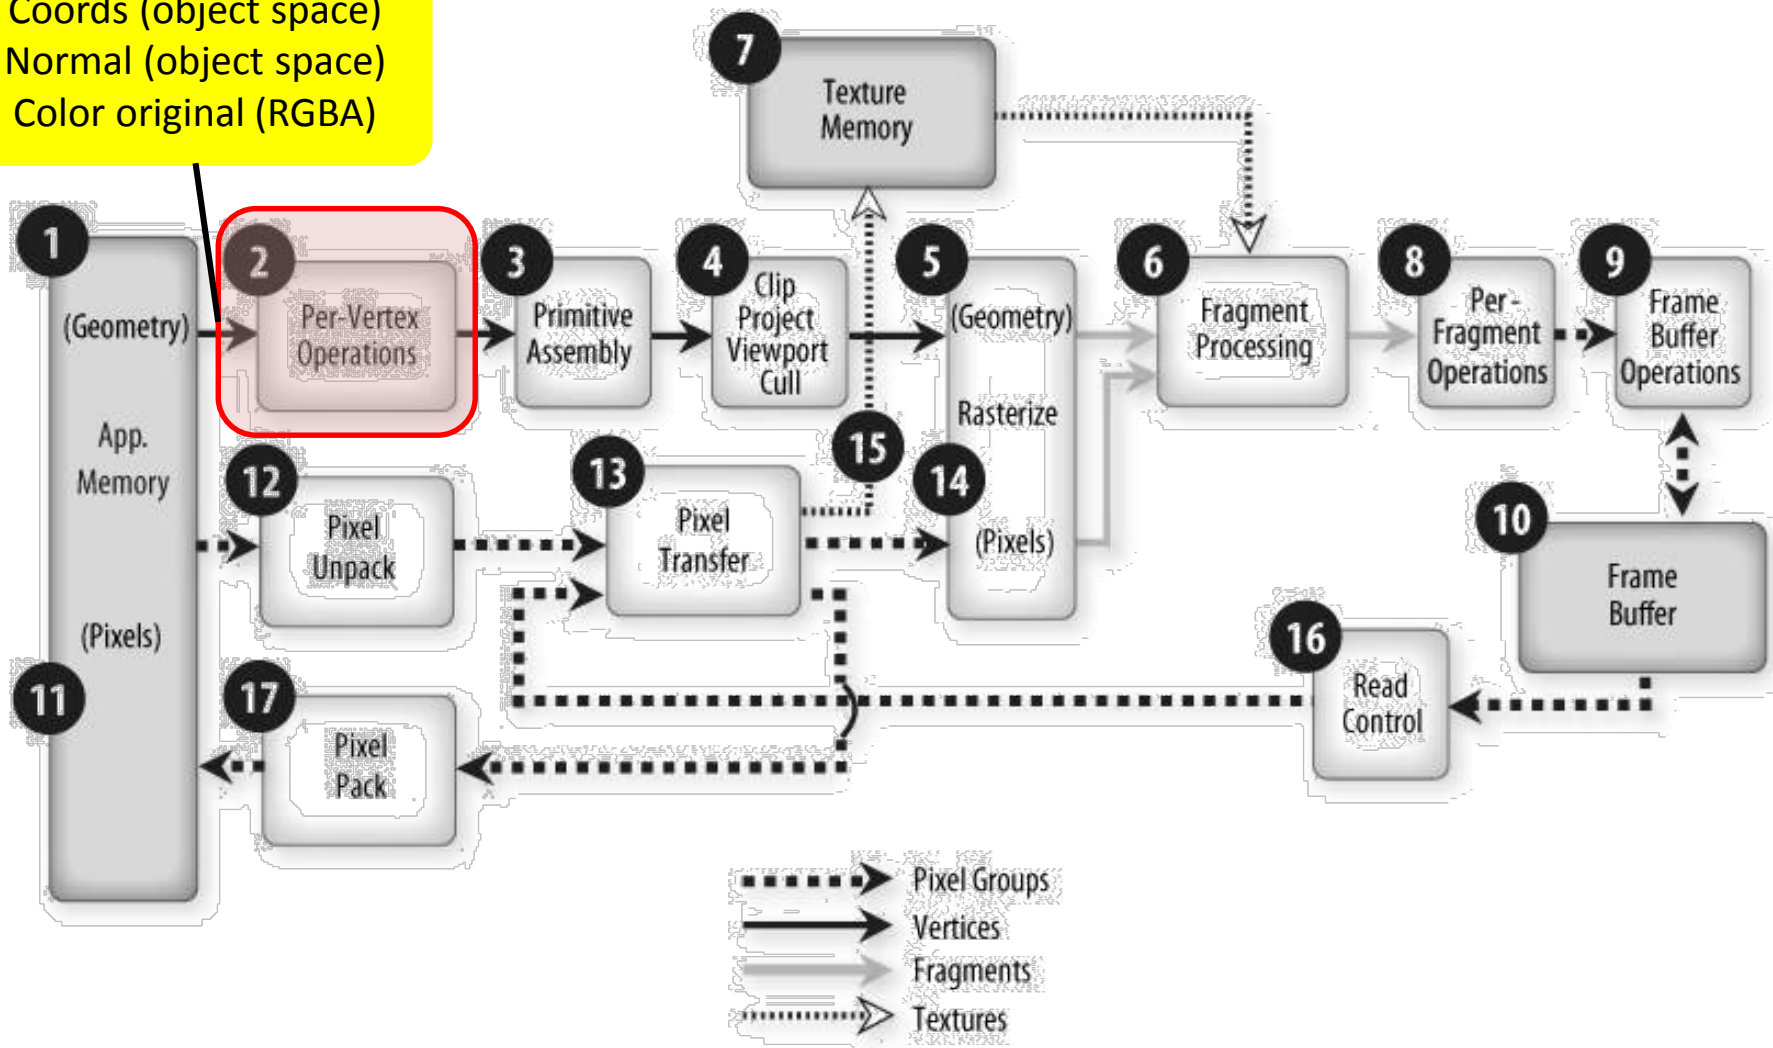 Coords (object space)
Normal (object space)
Color original (RGBA)
7
Texture
Memory
1
(Geometry)
App.
Memory
(Pixels)
11
2
Per-Vertex
Operations
3
Primitive
Assembly
4
Clip
Project
Viewport
Cull
5
(Geometry)
Rasterize
14
(Pixels)
6
Fragment
Processing
8
Per-
Fragment
Operations
9
Frame
Buffer
Operations
12
Pixel
Unpack
13
Pixel
Transfer
15
10
Frame
Buffer
16
Read
Control
17
Pixel
Pack
Pixel Groups
Vertices
Fragments
Textures